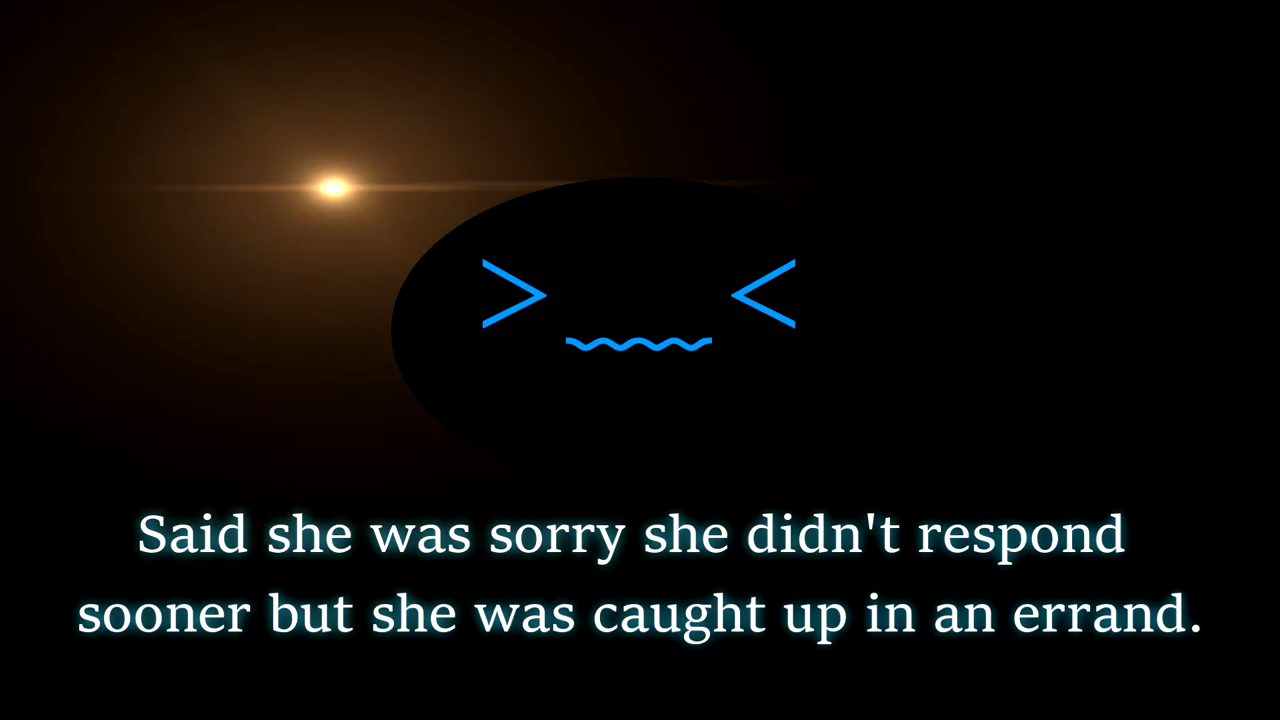 Said she was sorry she didn't respond
sooner but she was caught up in an errand.